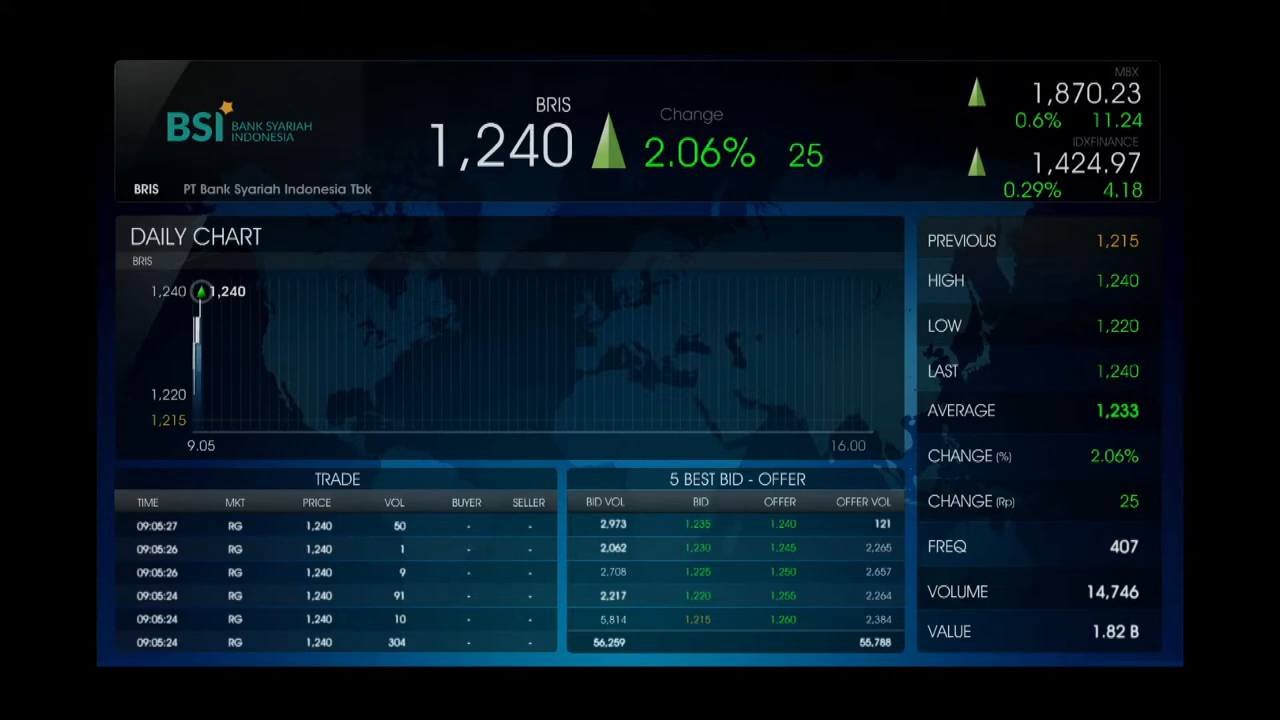 BSI BANK SYARIAH
INDONESIA
BRIS PT Bank Syariah Indonesia Tbk
BRIS
1,240
Change
2.06% 25
MBX
1,870.23
0.6% 11.24
IDXFINANCE
1,424.97
0.29% 4.18
DAILY CHART
BRIS
1,240 1,240
1,220
1,215
9.05 16.00
PREVIOUS 1,215
HIGH 1,240
LOW 1,220
LAST 1,240
AVERAGE 1,233
CHANGE (%) 2.06%
CHANGE (Rp) 25
FREQ 407
VOLUME 14,746
VALUE 1.82 B
TRADE
TIME MKT PRICE VOL BUYER SELLER
09:05:27 RG 1,240 50 - -
09:05:26 RG 1,240 1 - -
09:05:26 RG 1,240 9 - -
09:05:24 RG 1,240 91 - -
09:05:24 RG 1,240 10 - -
09:05:24 RG 1,240 304 - -
5 BEST BID - OFFER
BID VOL BID OFFER OFFER VOL
2,973 1,235 1,240 121
2,062 1,230 1,245 2,265
2,708 1,225 1,250 2,657
2,217 1,220 1,255 2,264
5,814 1,215 1,260 2,384
56,259 55,788